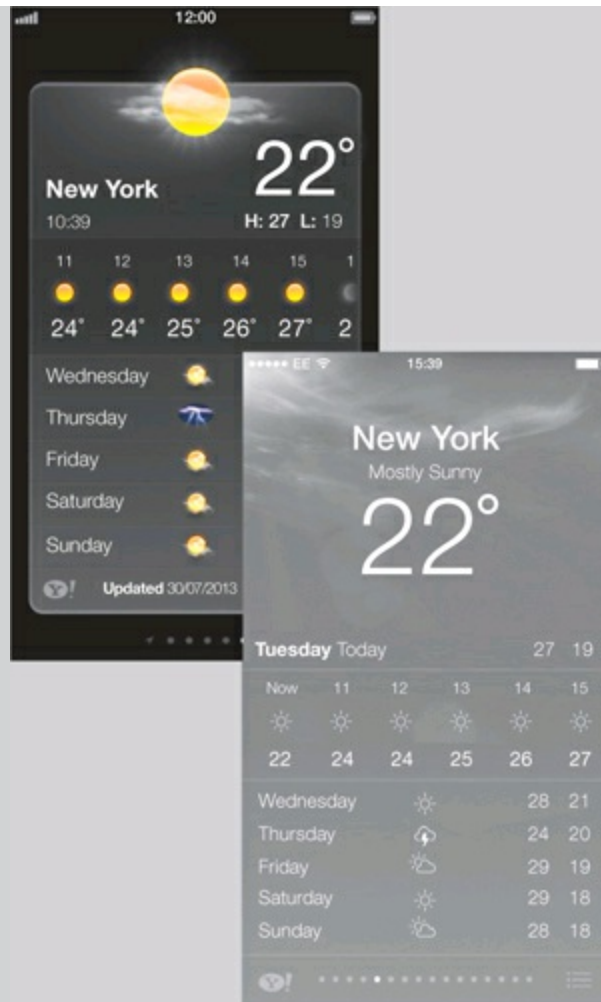 12:00
22°
New York
10:39
H: 27 L: 19
11 12 13 14 15 1
24° 24° 25° 26° 27° 2
Wednesday
Thursday
Friday
Saturday
Sunday
Y! Updated 30/07/2013
EE 15:39
New York
Mostly Sunny
22°
Tuesday Today 27 19
Now 11 12 13 14 15
22 24 24 25 26 27
Wednesday 28 21
Thursday 24 20
Friday 29 19
Saturday 29 18
Sunday 28 18
Y!